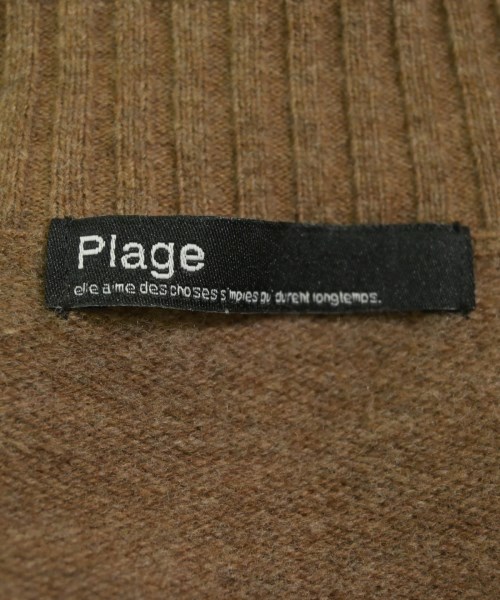 Plage
elle aime des choses simples qui durent longtemps.